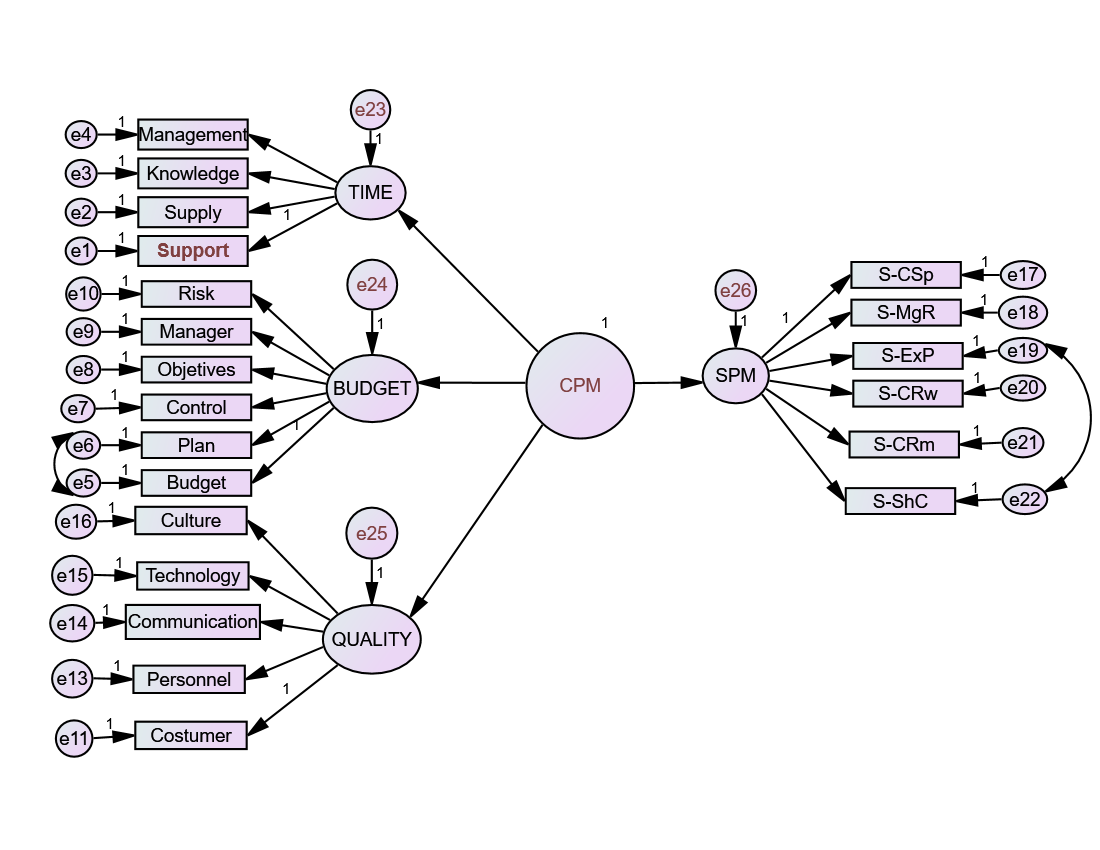 e23
e4 1 Management
1
e3 1 Knowledge
TIME
e2 1 Supply
1
e1 1 Support
e10 1 Risk
e24
e9 1 Manager
1
e8 1 Objetives
BUDGET
e7 1 Control
1
e6 1 Plan
e5 1 Budget
e16 1 Culture
e25
e15 1 Technology
1
e14 1 Communication
QUALITY
e13 1 Personnel
1
e11 1 Costumer
1
CPM
e26
1
SPM
1
S-CSp 1 e17
S-MgR 1 e18
S-ExP 1 e19
S-CRw 1 e20
S-CRm 1 e21
S-ShC 1 e22